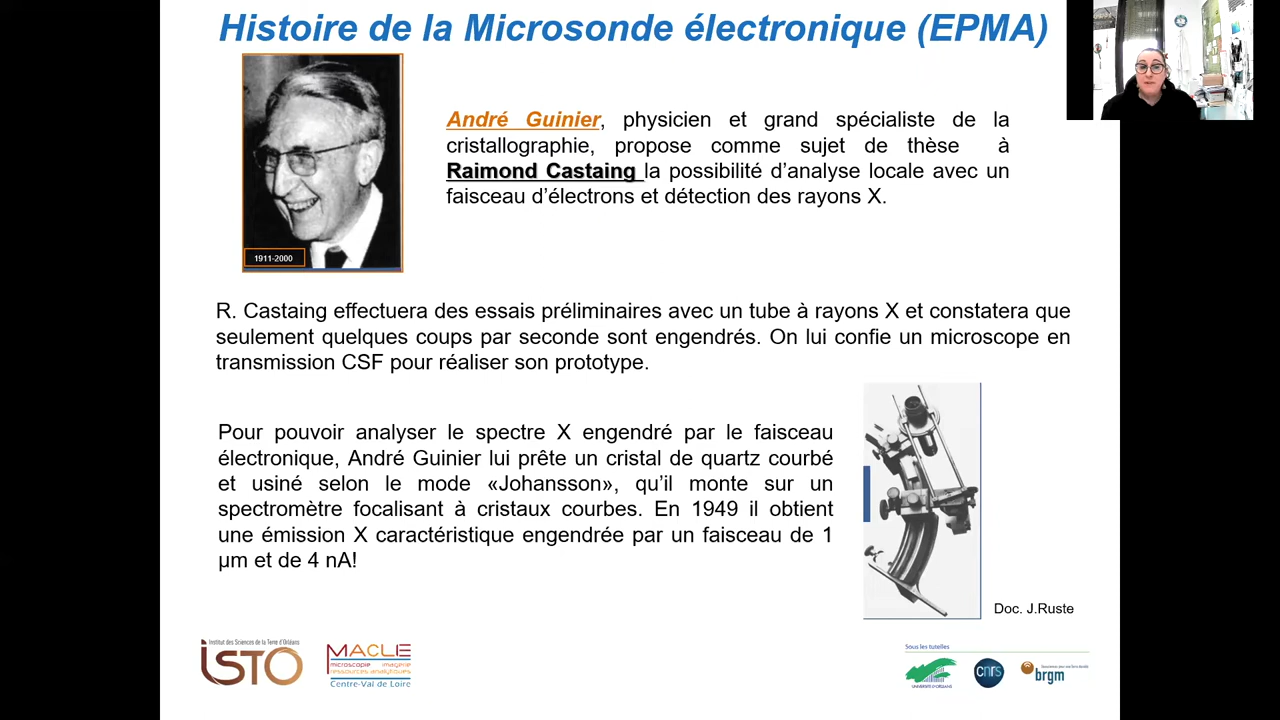 Histoire de la Microsonde électronique (EPMA)
André Guinier, physicien et grand spécialiste de la
cristallographie, propose comme sujet de thèse à
Raimond Castaing la possibilité d'analyse locale avec un
faisceau d'électrons et détection des rayons X.
1911-2000
R. Castaing effectuera des essais préliminaires avec un tube à rayons X et constatera que
seulement quelques coups par seconde sont engendrés. On lui confie un microscope en
transmission CSF pour réaliser son prototype.
Pour pouvoir analyser le spectre X engendré par le faisceau
électronique, André Guinier lui prête un cristal de quartz courbé
et usiné selon le mode «Johansson», qu'il monte sur un
spectromètre focalisant à cristaux courbes. En 1949 il obtient
une émission X caractéristique engendrée par un faisceau de 1
µm et de 4 nA!
Doc. J.Ruste
Institut des Sciences de la Terre d'Orléans
iSTO
MACLE
microscopie imagerie
ressources analytiques
Centre-Val de Loire
Sous les tutelles
UNIVERSITÉ D'ORLÉANS
cnrs
brgm